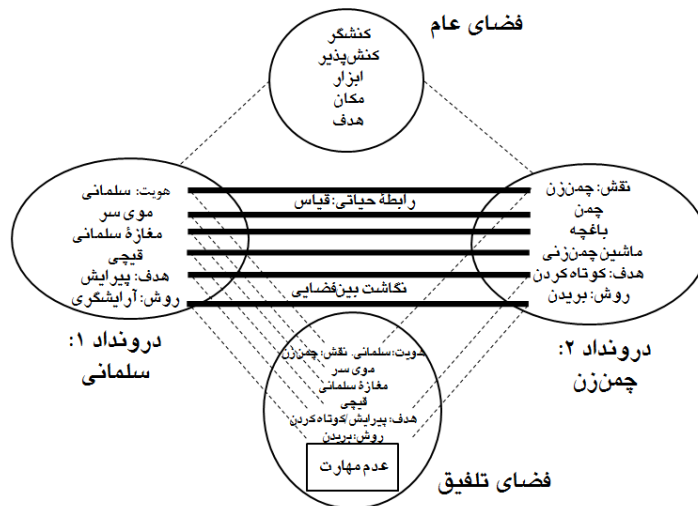 فضای عام
کنشگر
کنش‌پذیر
ابزار
مکان
هدف
نقش: چمن‌زن
چمن
باغچه
ماشین چمن‌زنی
هدف: کوتاه کردن
روش: بریدن
رابطهٔ حیاتی: قیاس
نگاشت بین‌فضایی
هویت: سلمانی
موی سر
مغازهٔ سلمانی
قیچی
هدف: پیرایش
روش: آرایشگری
درونداد ۲:
چمن‌زن
درونداد ۱:
سلمانی
هویت: سلمانی. نقش: چمن‌زن
موی سر
مغازهٔ سلمانی
قیچی
هدف: پیرایش/کوتاه کردن
روش: بریدن
عدم مهارت
فضای تلفیق